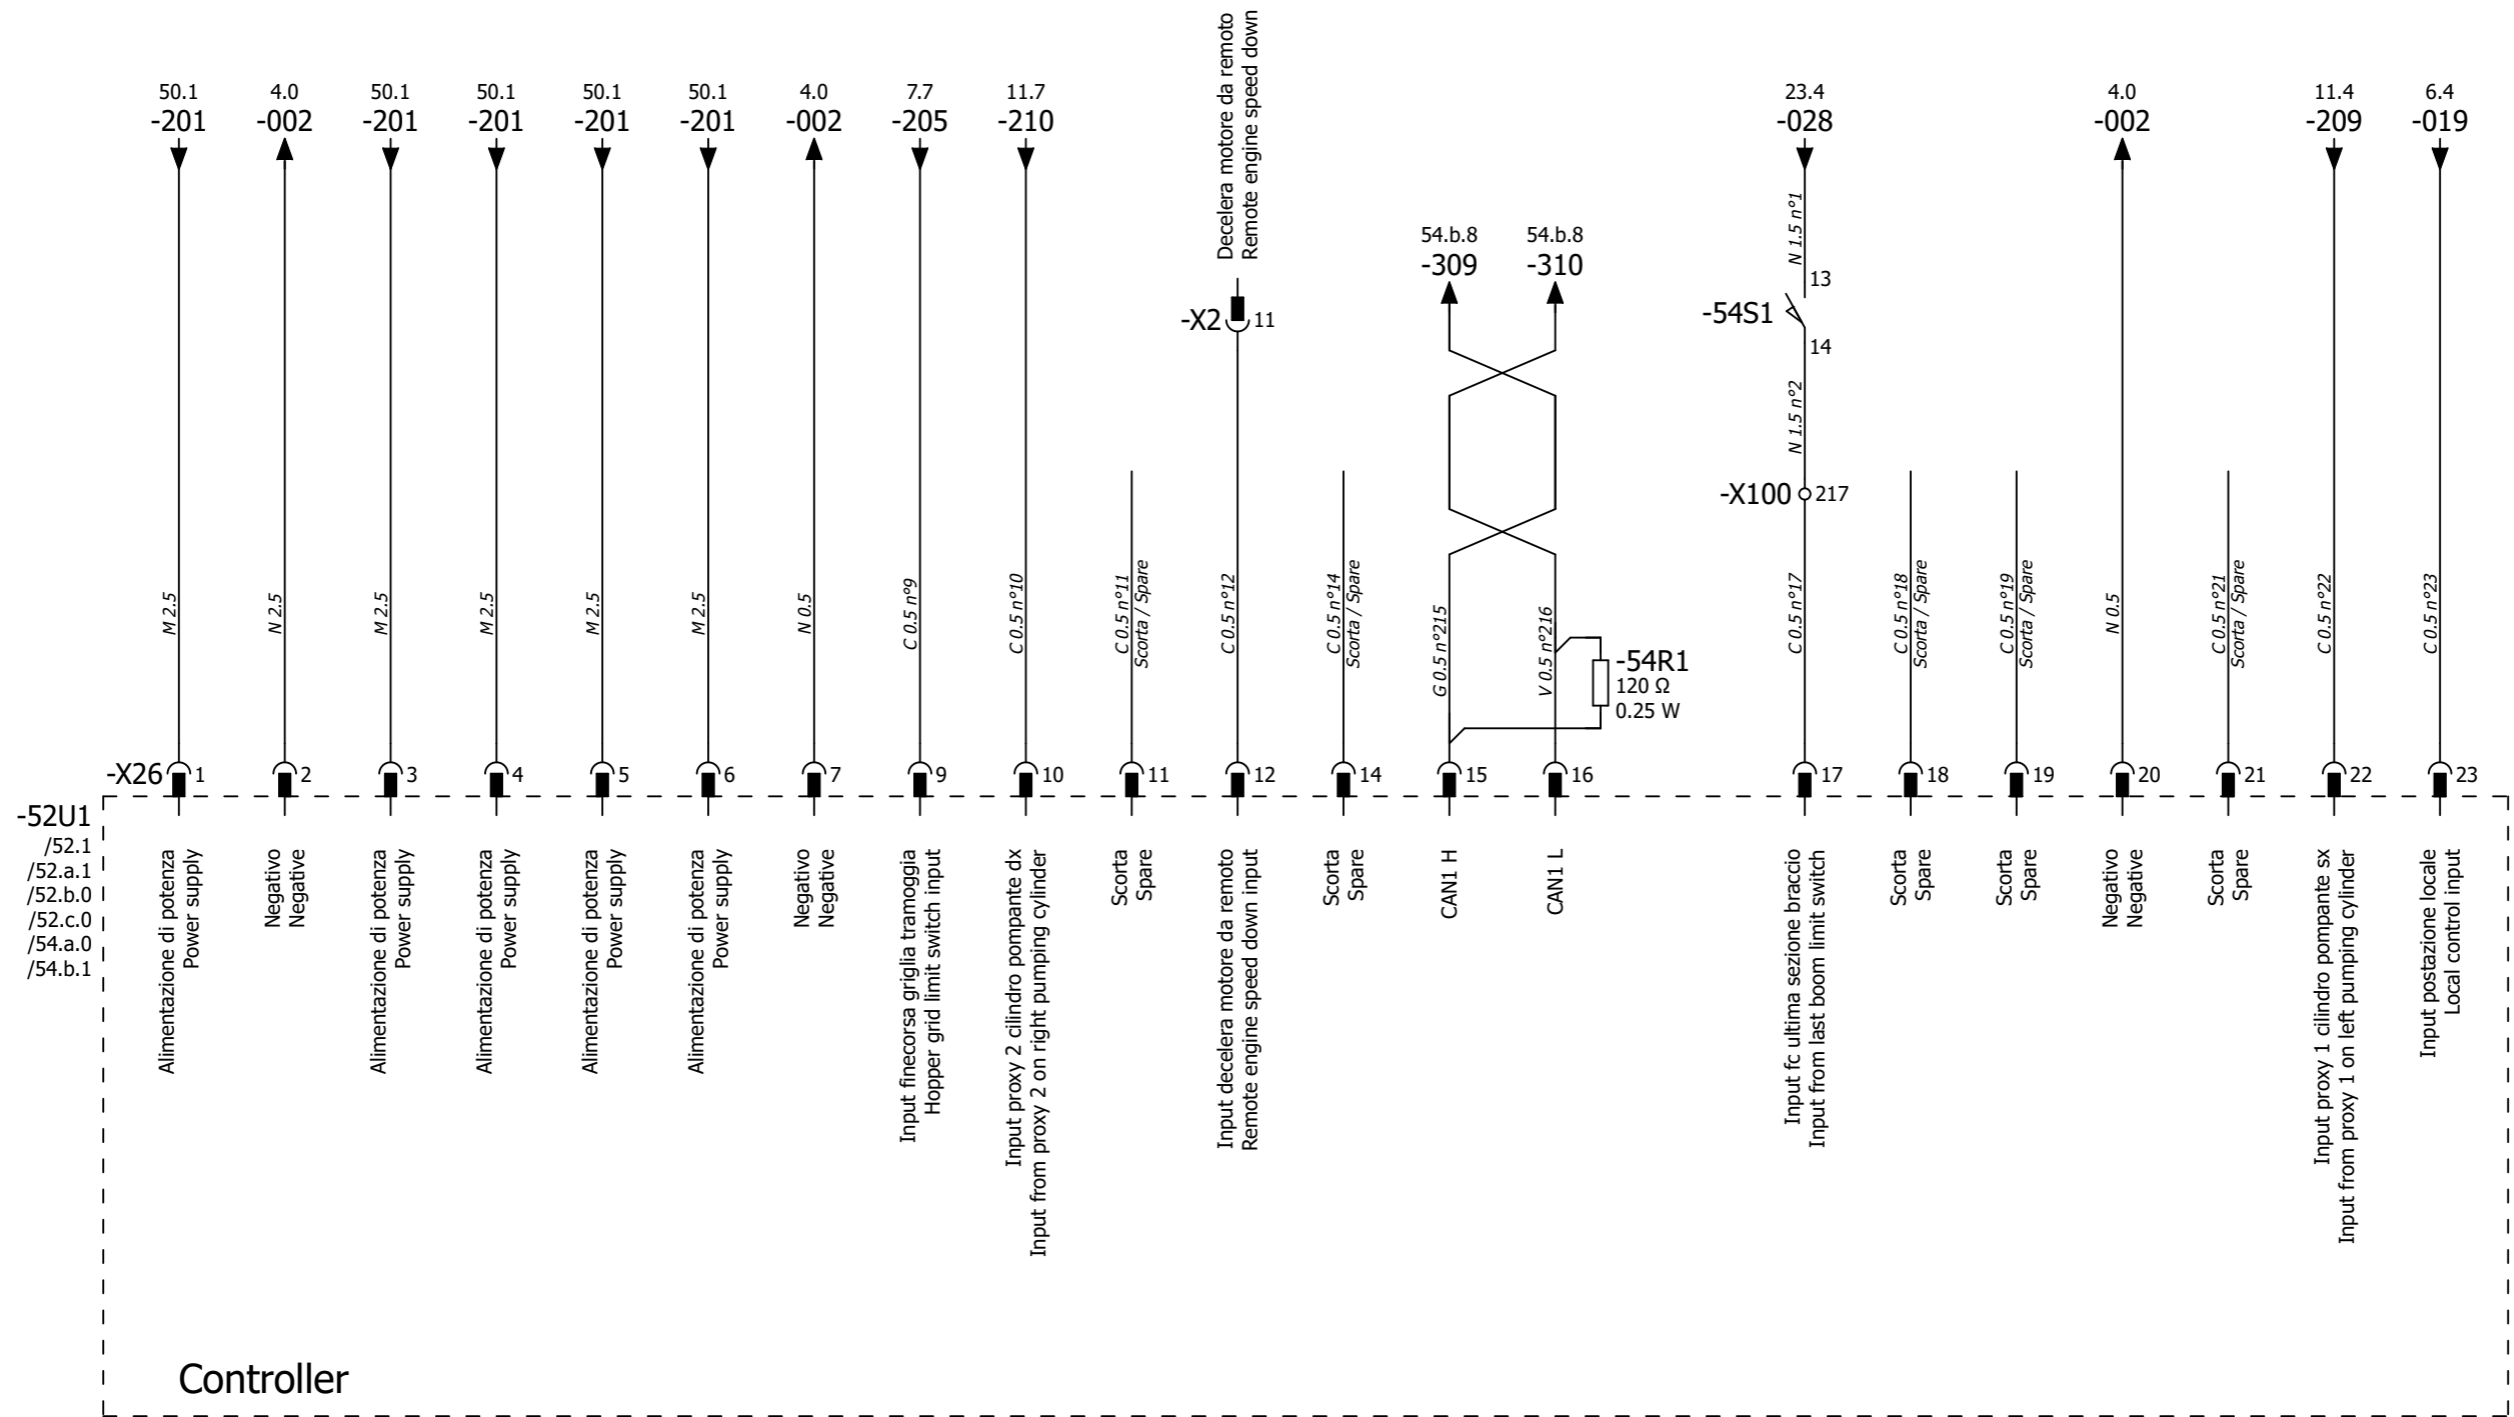 Decelera motore da remoto
Remote engine speed down
50.1
-201
4.0
-002
50.1
-201
50.1
-201
50.1
-201
50.1
-201
4.0
-002
7.7
-205
11.7
-210
23.4
-028
4.0
-002
11.4
-209
6.4
-019
54.b.8
-309
54.b.8
-310
-X2
11
N 1.5 n°1
13
-54S1
14
N 1.5 n°2
-X100
217
M 2.5
N 2.5
M 2.5
M 2.5
M 2.5
M 2.5
N 0.5
C 0.5 n°9
C 0.5 n°10
C 0.5 n°11
Scorta / Spare
C 0.5 n°12
C 0.5 n°14
Scorta / Spare
G 0.5 n°215
V 0.5 n°216
-54R1
120 Ω
0.25 W
C 0.5 n°17
C 0.5 n°18
Scorta / Spare
C 0.5 n°19
Scorta / Spare
N 0.5
C 0.5 n°21
Scorta / Spare
C 0.5 n°22
C 0.5 n°23
-X26
1
2
3
4
5
6
7
9
10
11
12
14
15
16
17
18
19
20
21
22
23
-52U1
/52.1
/52.a.1
/52.b.0
/52.c.0
/54.a.0
/54.b.1
Alimentazione di potenza
Power supply
Negativo
Negative
Alimentazione di potenza
Power supply
Alimentazione di potenza
Power supply
Alimentazione di potenza
Power supply
Alimentazione di potenza
Power supply
Negativo
Negative
Input finecorsa griglia tramoggia
Hopper grid limit switch input
Input proxy 2 cilindro pompante dx
Input from proxy 2 on right pumping cylinder
Scorta
Spare
Input decelera motore da remoto
Remote engine speed down input
Scorta
Spare
CAN1 H
CAN1 L
Input fc ultima sezione braccio
Input from last boom limit switch
Scorta
Spare
Scorta
Spare
Negativo
Negative
Scorta
Spare
Input proxy 1 cilindro pompante sx
Input from proxy 1 on left pumping cylinder
Input postazione locale
Local control input
Controller